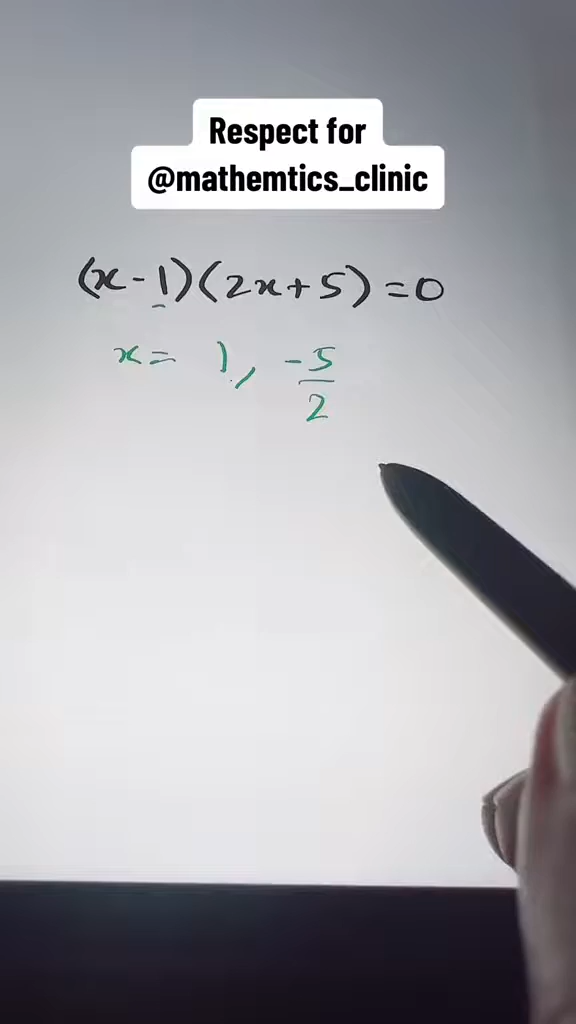 Respect for
@mathemtics_clinic
(x-1)(2x+5)=0
x= 1, -5/2